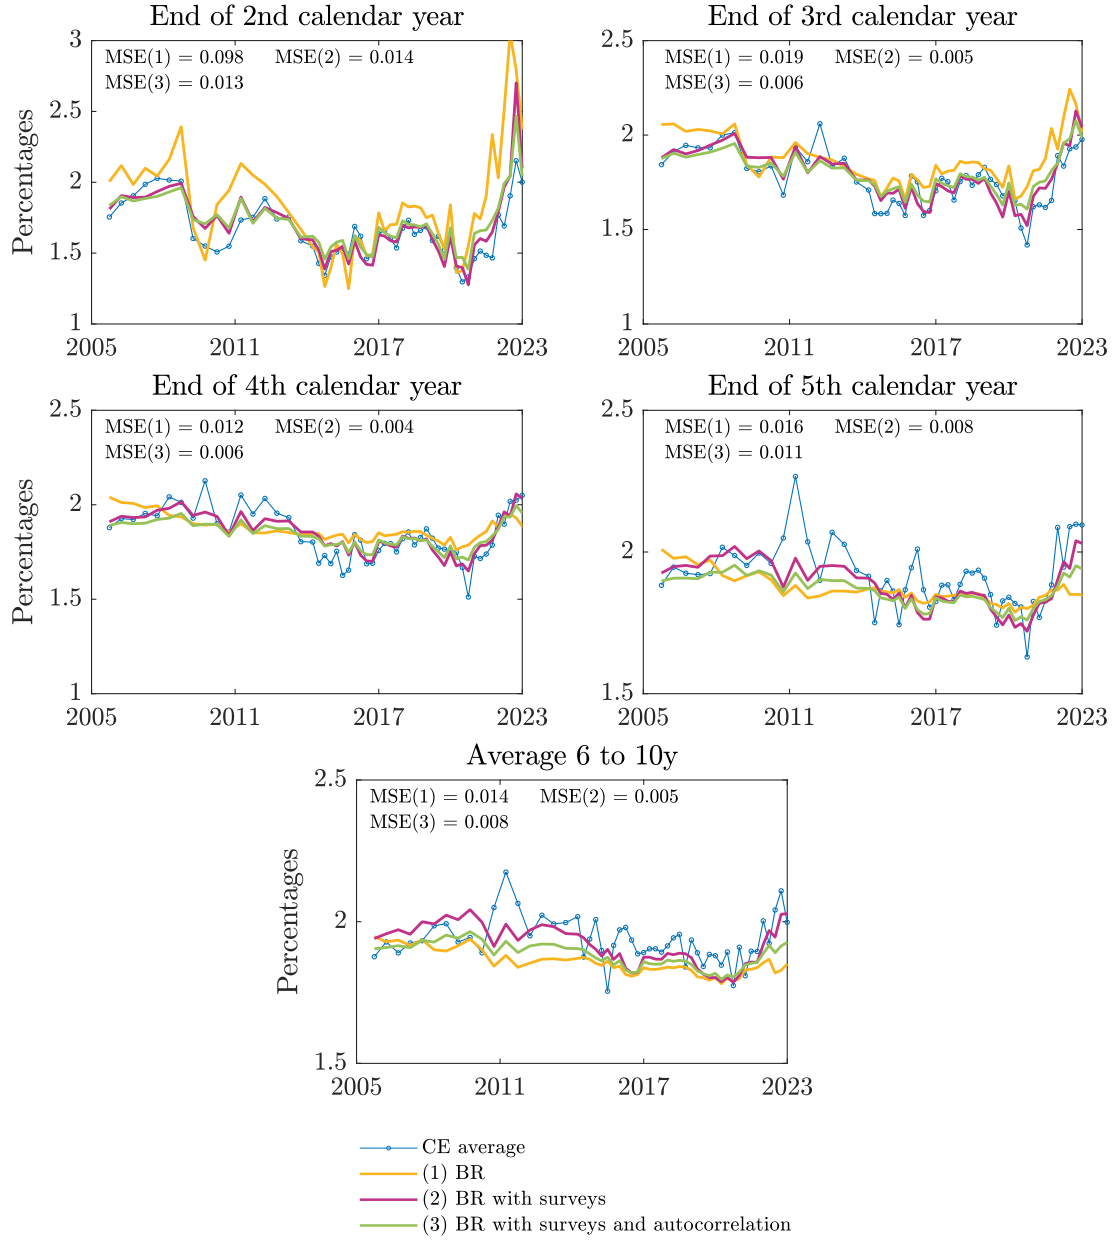 End of 2nd calendar year
MSE(1) = 0.098 MSE(2) = 0.014
MSE(3) = 0.013
Percentages
3
2.5
2
1.5
1
2005 2011 2017 2023
End of 3rd calendar year
MSE(1) = 0.019 MSE(2) = 0.005
MSE(3) = 0.006
2.5
2
1.5
1
2005 2011 2017 2023
End of 4th calendar year
MSE(1) = 0.012 MSE(2) = 0.004
MSE(3) = 0.006
Percentages
2.5
2
1.5
1
2005 2011 2017 2023
End of 5th calendar year
MSE(1) = 0.016 MSE(2) = 0.008
MSE(3) = 0.011
2.5
2
1.5
2005 2011 2017 2023
Average 6 to 10y
MSE(1) = 0.014 MSE(2) = 0.005
MSE(3) = 0.008
Percentages
2.5
2
1.5
2005 2011 2017 2023
CE average
(1) BR
(2) BR with surveys
(3) BR with surveys and autocorrelation